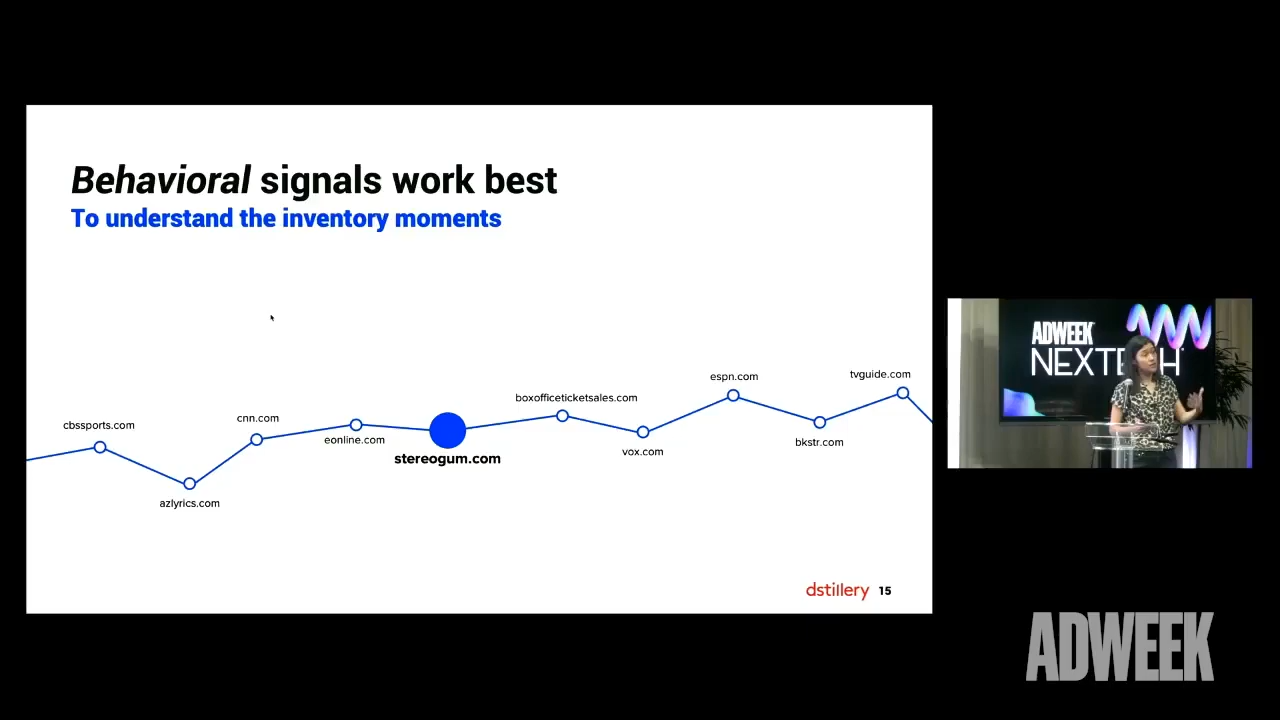 Behavioral signals work best
To understand the inventory moments
cbssports.com
azlyrics.com
cnn.com
eonline.com
stereogum.com
boxofficeticketsales.com
vox.com
espn.com
bkstr.com
tvguide.com
dstillery 15
ADWEEK
NEXTECH
ADWEEK